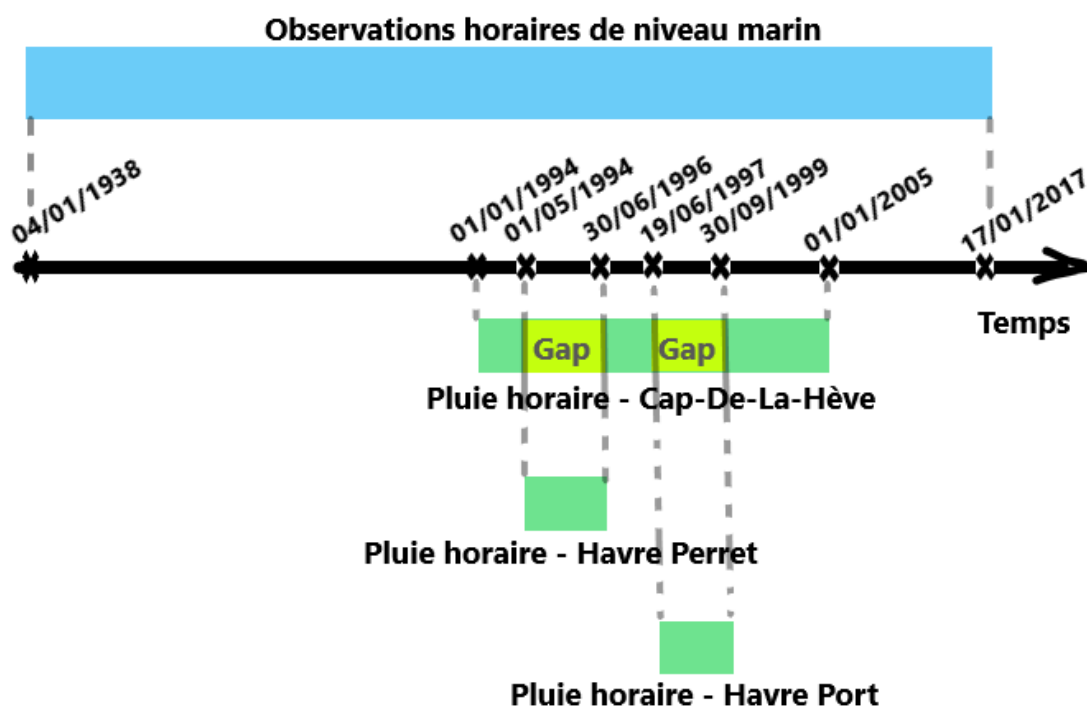 Observations horaires de niveau marin
04/01/1938
01/01/1994
01/05/1994
30/06/1996
19/06/1997
30/09/1999
01/01/2005
17/01/2017
Temps
Gap
Gap
Pluie horaire - Cap-De-La-Hève
Pluie horaire - Havre Perret
Pluie horaire - Havre Port